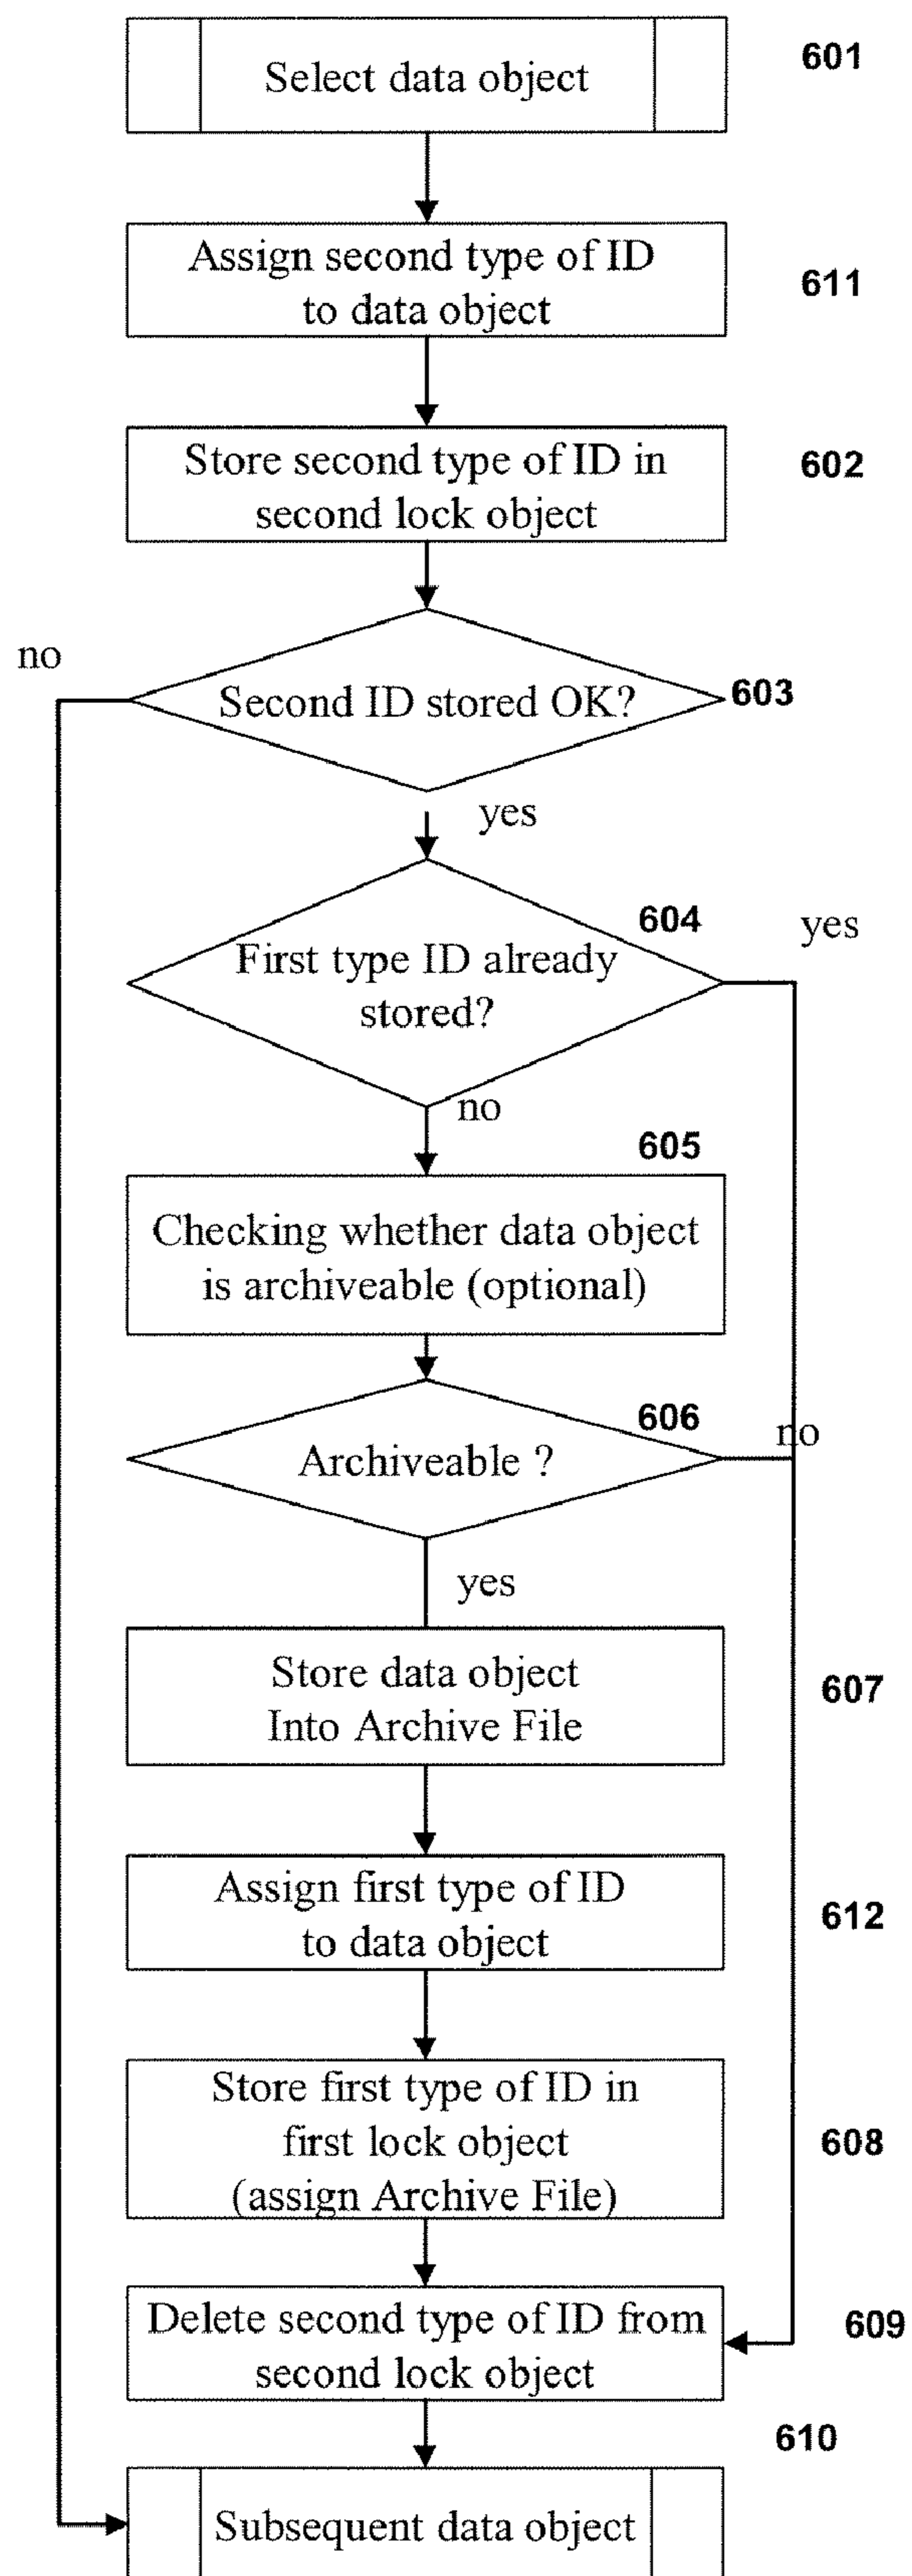 Select data object
601
Assign second type of ID
to data object
611
Store second type of ID in
second lock object
602
no
Second ID stored OK?
603
yes
604
yes
First type ID already
stored?
no
605
Checking whether data object
is archiveable (optional)
606
no
Archiveable ?
yes
Store data object
Into Archive File
607
Assign first type of ID
to data object
612
Store first type of ID in
first lock object
(assign Archive File)
608
Delete second type of ID from
second lock object
609
610
Subsequent data object